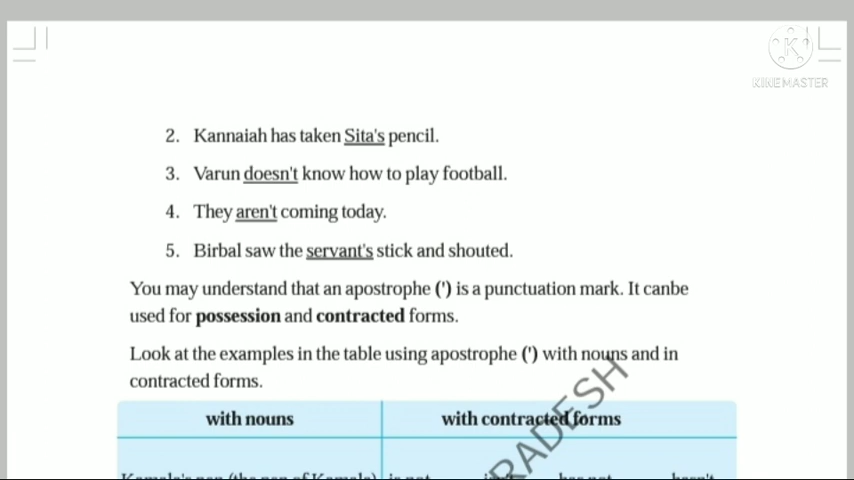 KINEMASTER
2. Kannaiah has taken Sita's pencil.
3. Varun doesn't know how to play football.
4. They aren't coming today.
5. Birbal saw the servant's stick and shouted.
You may understand that an apostrophe (') is a punctuation mark. It canbe
used for possession and contracted forms.
Look at the examples in the table using apostrophe (') with nouns and in
contracted forms.
with nouns with contracted forms
RADESH